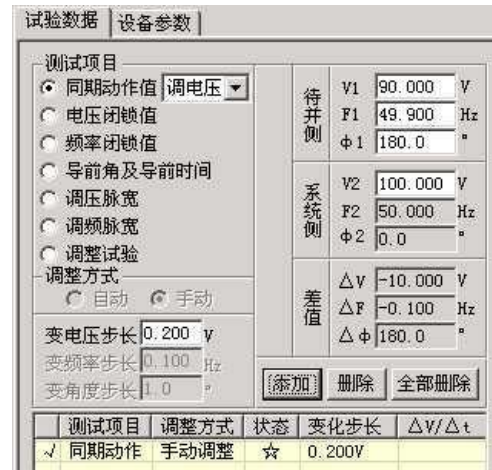 试验数据 设备参数
测试项目
同期动作值 调电压
电压闭锁值
频率闭锁值
导前角及导前时间
调压脉宽
调频脉宽
调整试验
调整方式
自动 手动
变电压步长 0.200 V
变频率步长 0.100 Hz
变角度步长 1.0 °
待并侧
V1 90.000 V
F1 49.900 Hz
Φ1 180.0 °
系统侧
V2 100.000 V
F2 50.000 Hz
Φ2 0.0 °
差值
△V -10.000 V
△F -0.100 Hz
△Φ 180.0 °
添加 删除 全部删除
测试项目 调整方式 状态 变化步长 △V/△t
√ 同期动作 手动调整 ☆ 0.200V